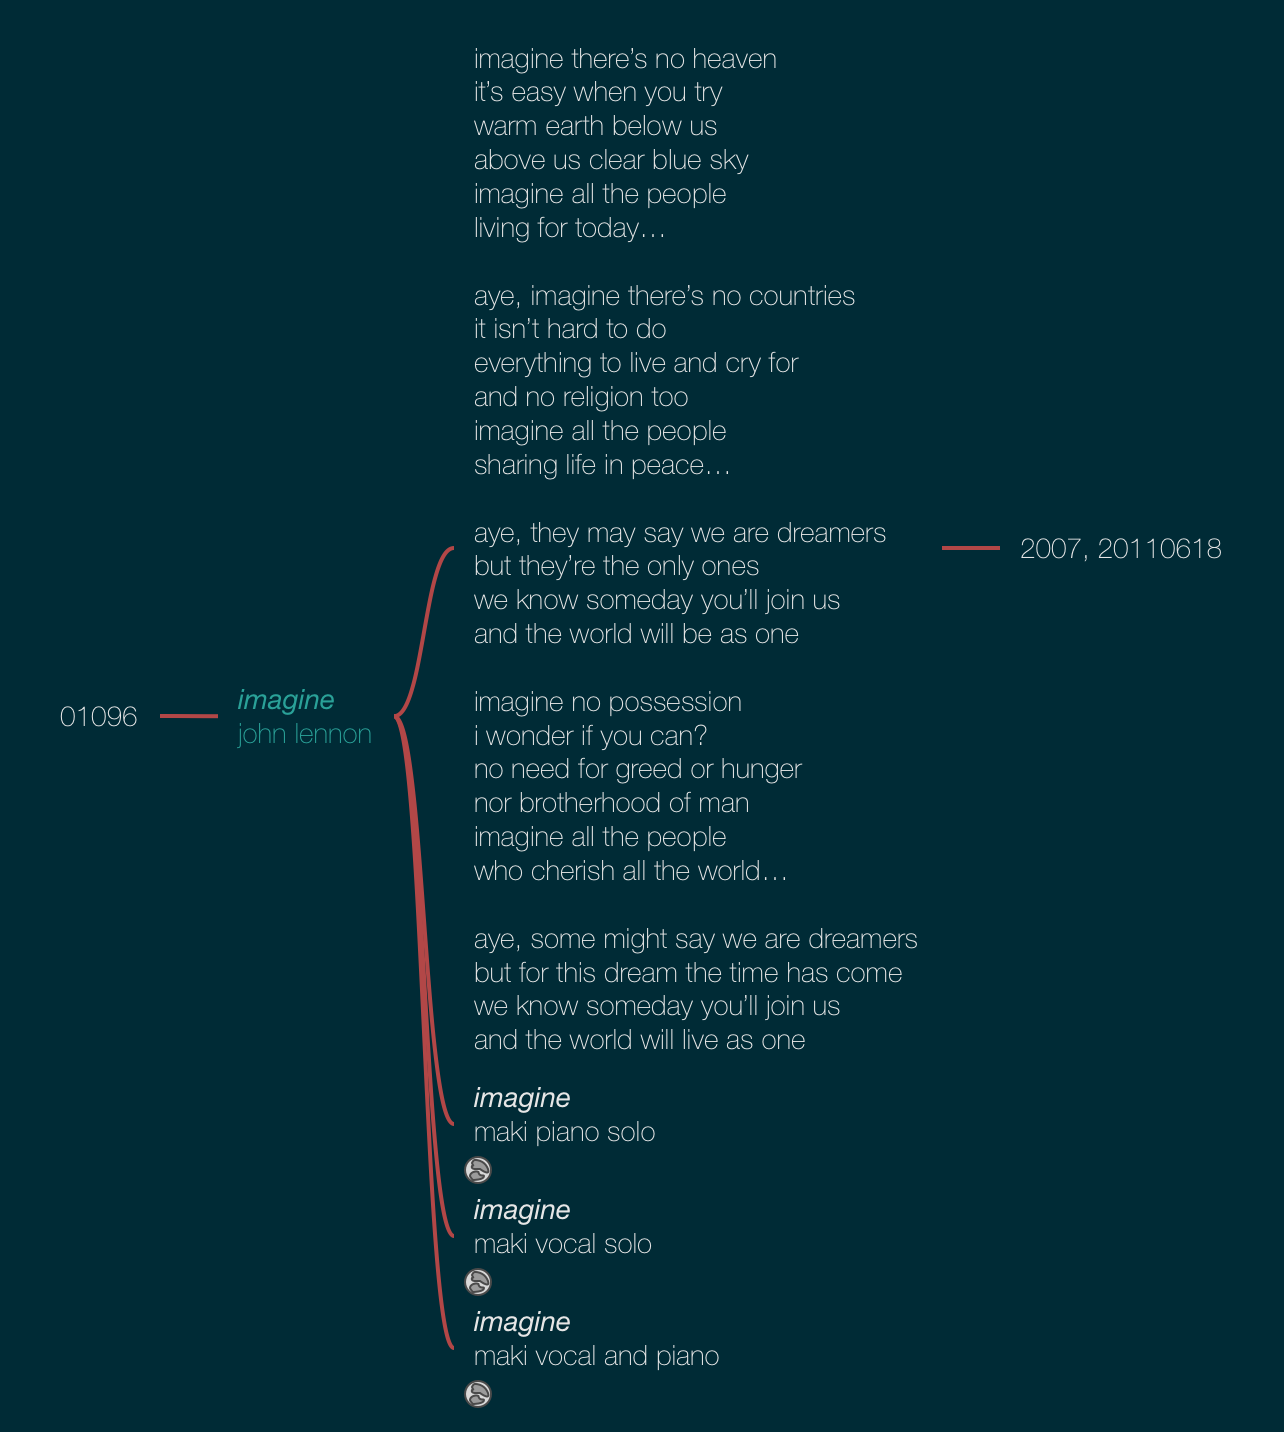 01096
imagine
john lennon
imagine there's no heaven
it's easy when you try
warm earth below us
above us clear blue sky
imagine all the people
living for today…
aye, imagine there's no countries
it isn't hard to do
everything to live and cry for
and no religion too
imagine all the people
sharing life in peace…
aye, they may say we are dreamers
but they're the only ones
we know someday you'll join us
and the world will be as one
imagine no possession
i wonder if you can?
no need for greed or hunger
nor brotherhood of man
imagine all the people
who cherish all the world…
aye, some might say we are dreamers
but for this dream the time has come
we know someday you'll join us
and the world will live as one
2007, 20110618
imagine
maki piano solo
imagine
maki vocal solo
imagine
maki vocal and piano